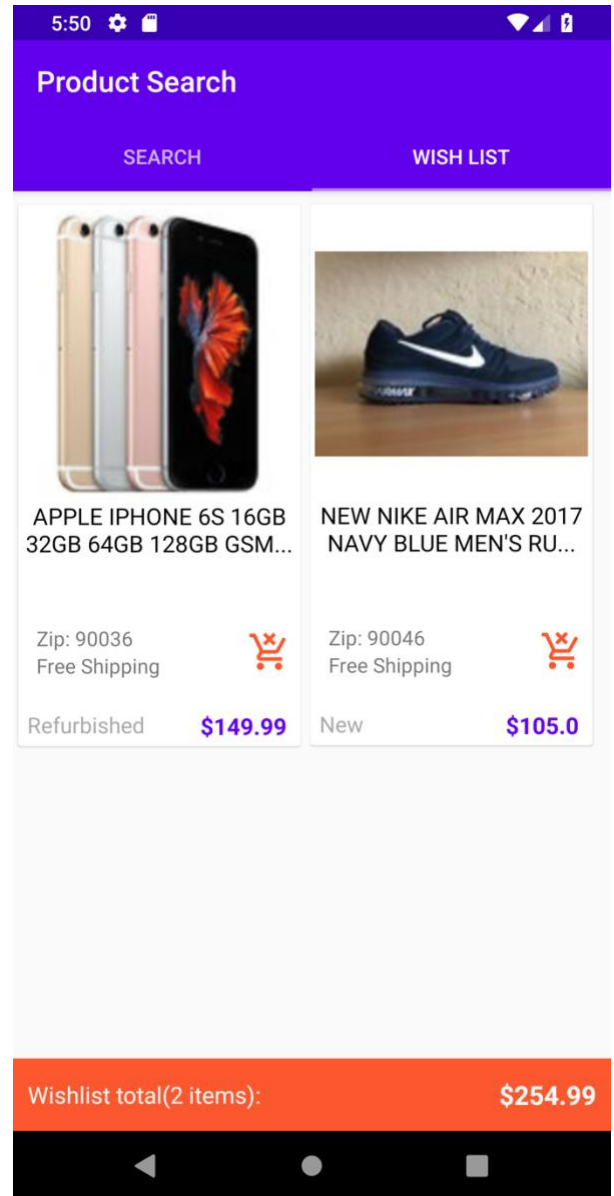 5:50
Product Search
SEARCH
WISH LIST
APPLE IPHONE 6S 16GB
32GB 64GB 128GB GSM...
Zip: 90036
Free Shipping
Refurbished
$149.99
NEW NIKE AIR MAX 2017
NAVY BLUE MEN'S RU...
Zip: 90046
Free Shipping
New
$105.0
Wishlist total(2 items):
$254.99